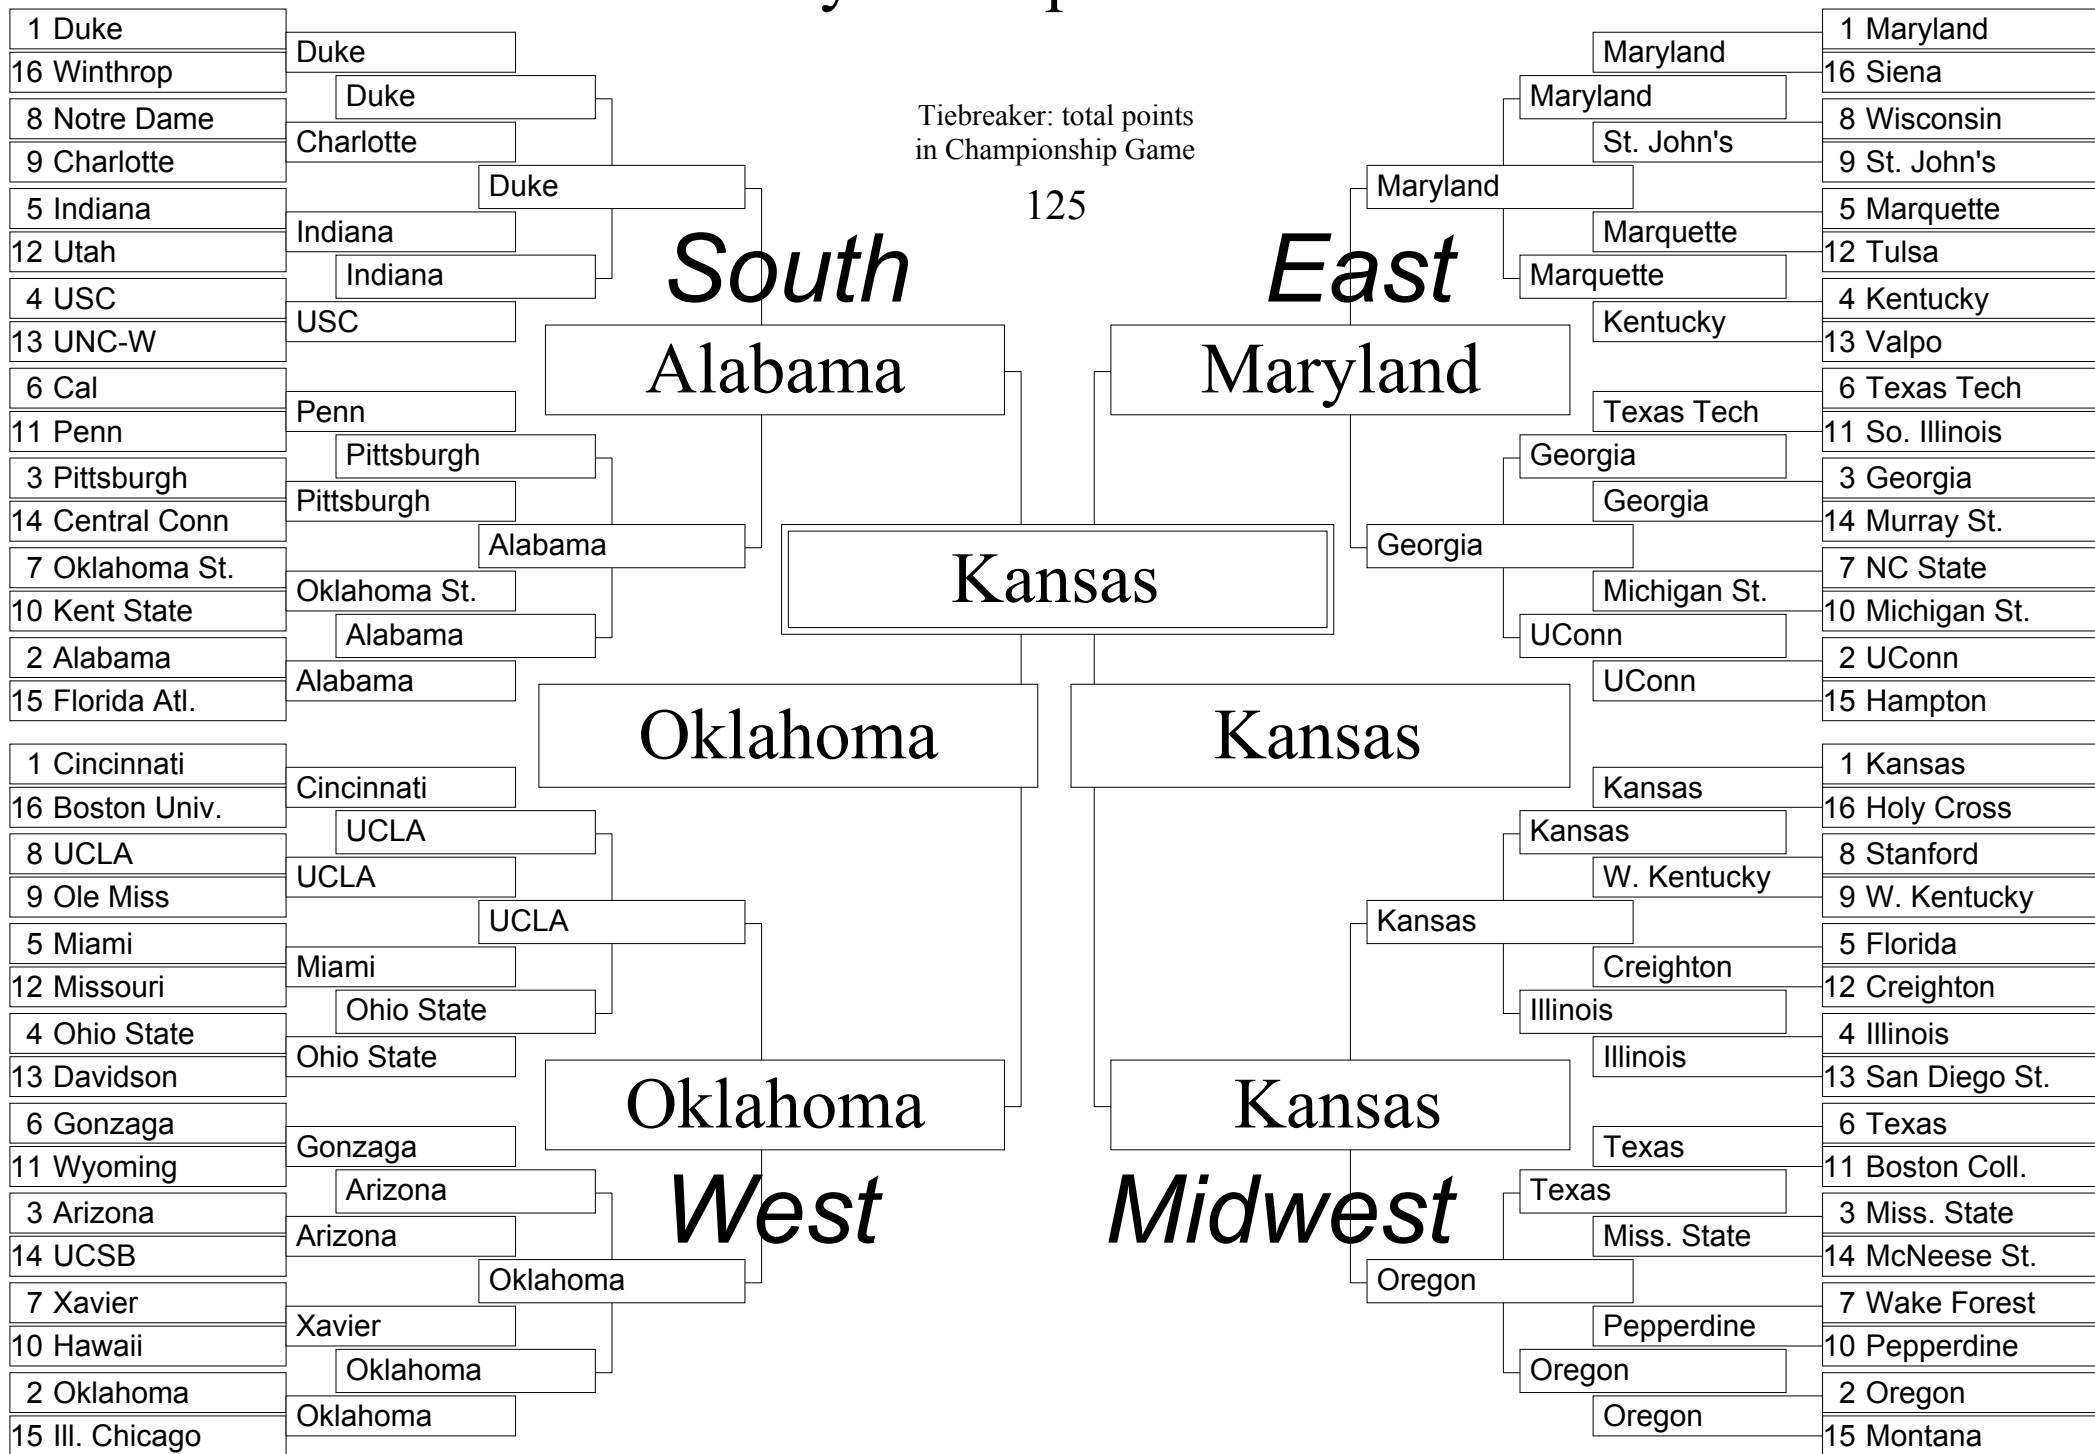 1 Duke
16 Winthrop
8 Notre Dame
9 Charlotte
5 Indiana
12 Utah
4 USC
13 UNC-W
6 Cal
11 Penn
3 Pittsburgh
14 Central Conn
7 Oklahoma St.
10 Kent State
2 Alabama
15 Florida Atl.
Duke
Charlotte
Indiana
USC
Penn
Pittsburgh
Oklahoma St.
Alabama
Duke
Indiana
Pittsburgh
Alabama
Duke
Alabama
South
Alabama
1 Cincinnati
16 Boston Univ.
8 UCLA
9 Ole Miss
5 Miami
12 Missouri
4 Ohio State
13 Davidson
6 Gonzaga
11 Wyoming
3 Arizona
14 UCSB
7 Xavier
10 Hawaii
2 Oklahoma
15 Ill. Chicago
Cincinnati
UCLA
Miami
Ohio State
Gonzaga
Arizona
Xavier
Oklahoma
UCLA
Ohio State
Arizona
Oklahoma
UCLA
Oklahoma
Oklahoma
West
Tiebreaker: total points
in Championship Game
125
Kansas
Oklahoma
Kansas
East
Maryland
Maryland
Georgia
Maryland
Marquette
Georgia
UConn
Maryland
St. John's
Marquette
Kentucky
Texas Tech
Georgia
Michigan St.
UConn
1 Maryland
16 Siena
8 Wisconsin
9 St. John's
5 Marquette
12 Tulsa
4 Kentucky
13 Valpo
6 Texas Tech
11 So. Illinois
3 Georgia
14 Murray St.
7 NC State
10 Michigan St.
2 UConn
15 Hampton
Kansas
Midwest
Kansas
Oregon
Kansas
Illinois
Texas
Oregon
Kansas
W. Kentucky
Creighton
Illinois
Texas
Miss. State
Pepperdine
Oregon
1 Kansas
16 Holy Cross
8 Stanford
9 W. Kentucky
5 Florida
12 Creighton
4 Illinois
13 San Diego St.
6 Texas
11 Boston Coll.
3 Miss. State
14 McNeese St.
7 Wake Forest
10 Pepperdine
2 Oregon
15 Montana